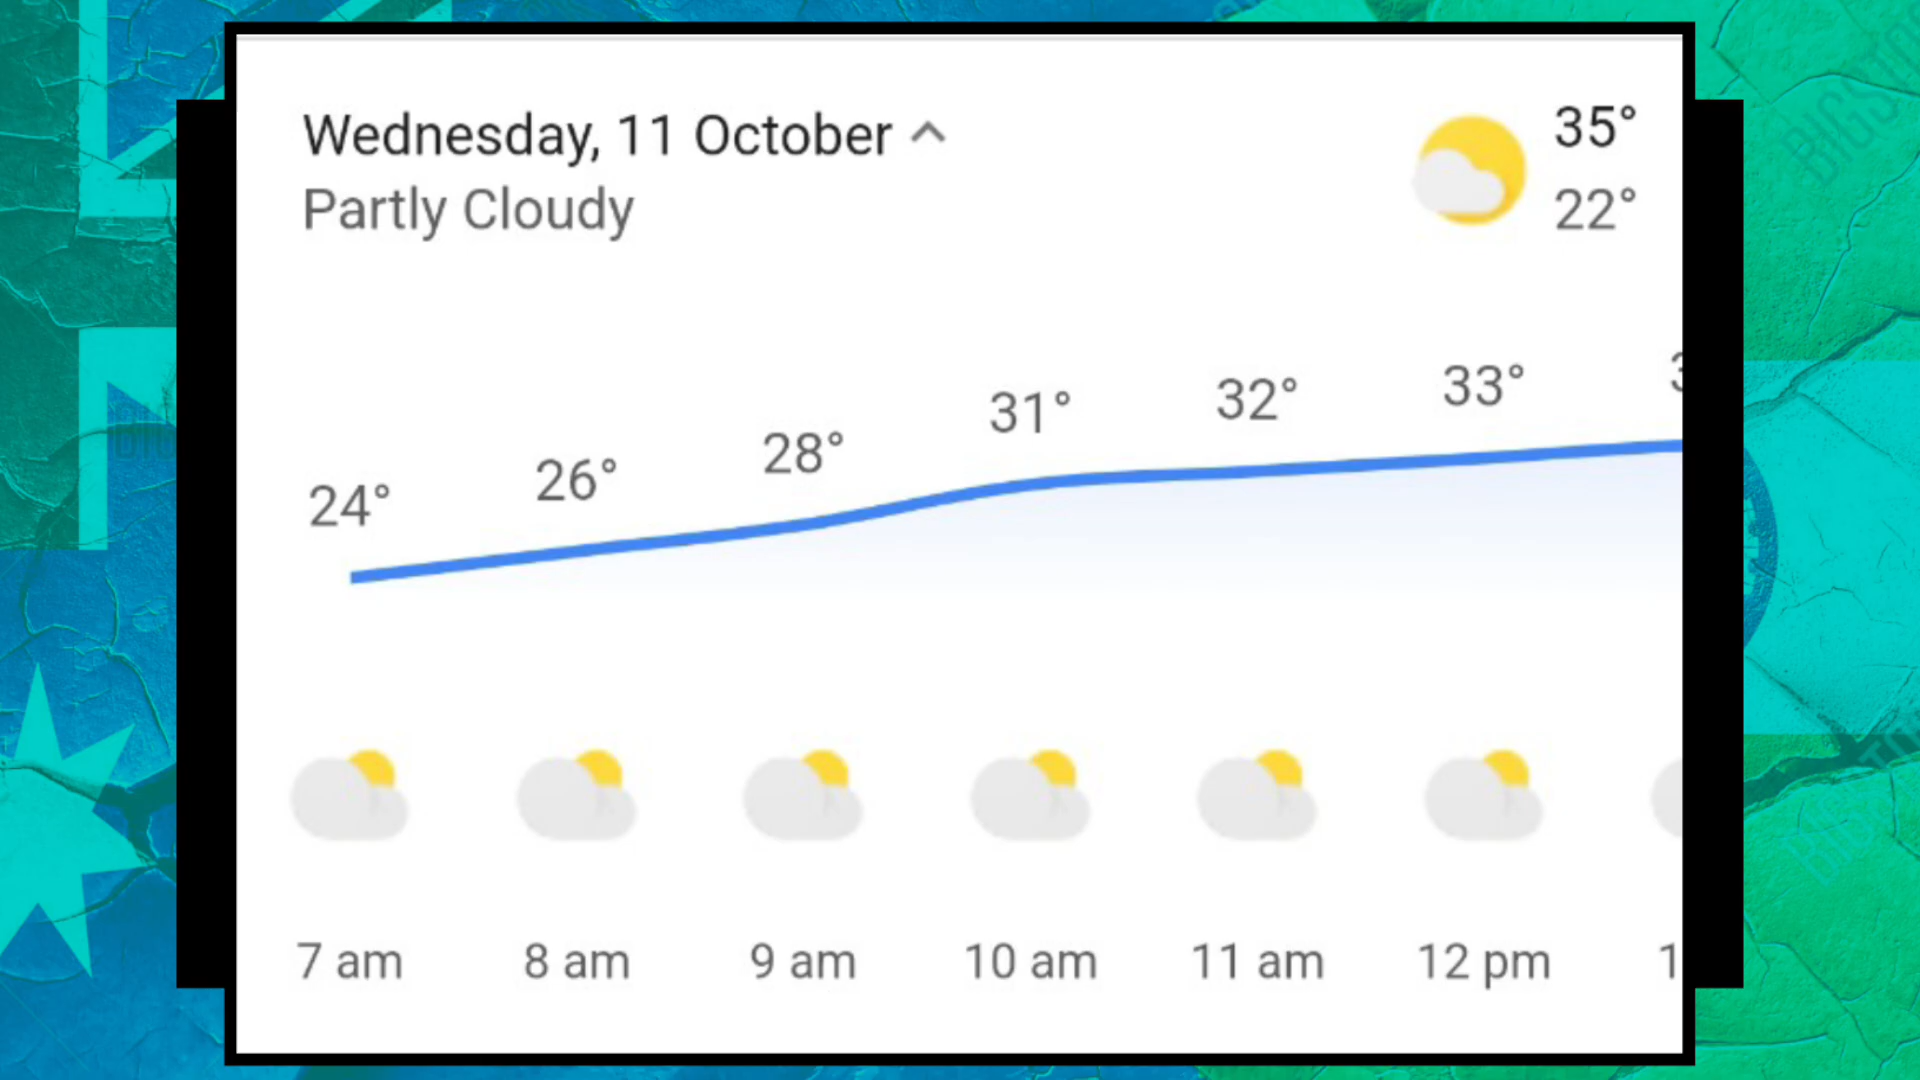 Wednesday, 11 October
Partly Cloudy
35°
22°
24°
26°
28°
31°
32°
33°
7 am
8 am
9 am
10 am
11 am
12 pm